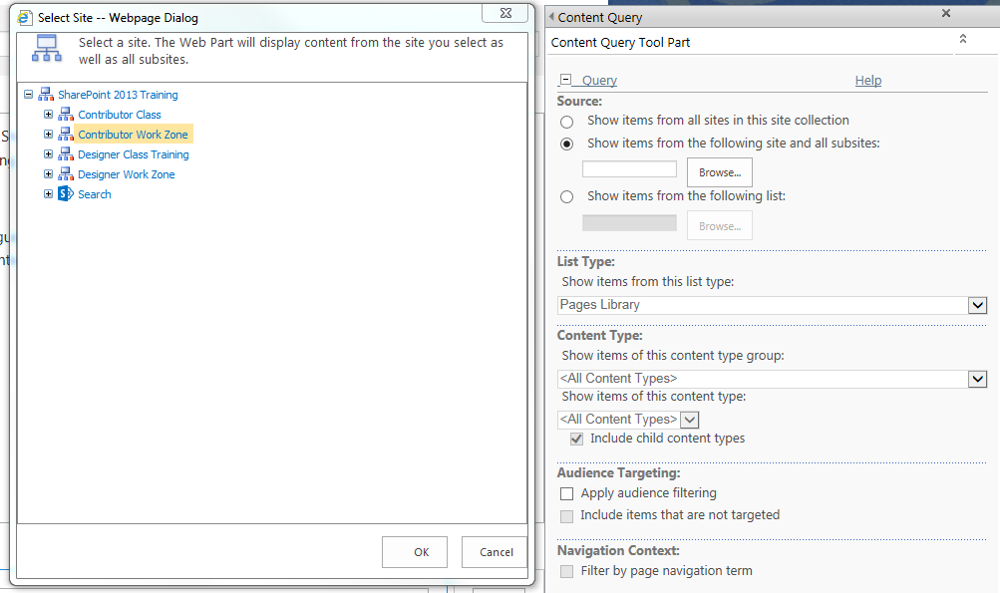 Select Site -- Webpage Dialog
Select a site. The Web Part will display content from the site you select as
well as all subsites.
SharePoint 2013 Training
Contributor Class
Contributor Work Zone
Designer Class Training
Designer Work Zone
Search
OK
Cancel
Content Query
Content Query Tool Part
Query
Help
Source:
Show items from all sites in this site collection
Show items from the following site and all subsites:
Browse...
Show items from the following list:
Browse...
List Type:
Show items from this list type:
Pages Library
Content Type:
Show items of this content type group:
<All Content Types>
Show items of this content type:
<All Content Types>
Include child content types
Audience Targeting:
Apply audience filtering
Include items that are not targeted
Navigation Context:
Filter by page navigation term